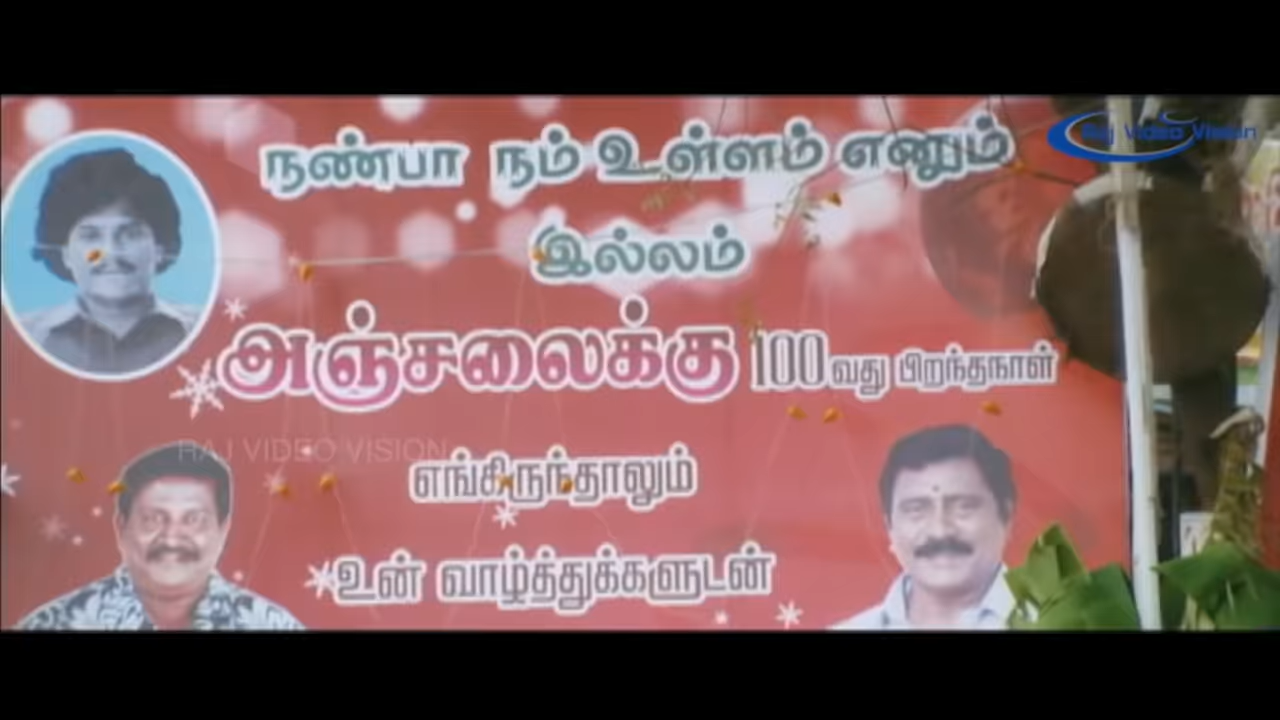 Raj Video Vision
நண்பா நம் உள்ளம் எனும்
இல்லம்
அஞ்சலைக்கு 100வது பிறந்தநாள்
RAJ VIDEO VISION
எங்கிருந்தாலும்
உன் வாழ்த்துக்களுடன்